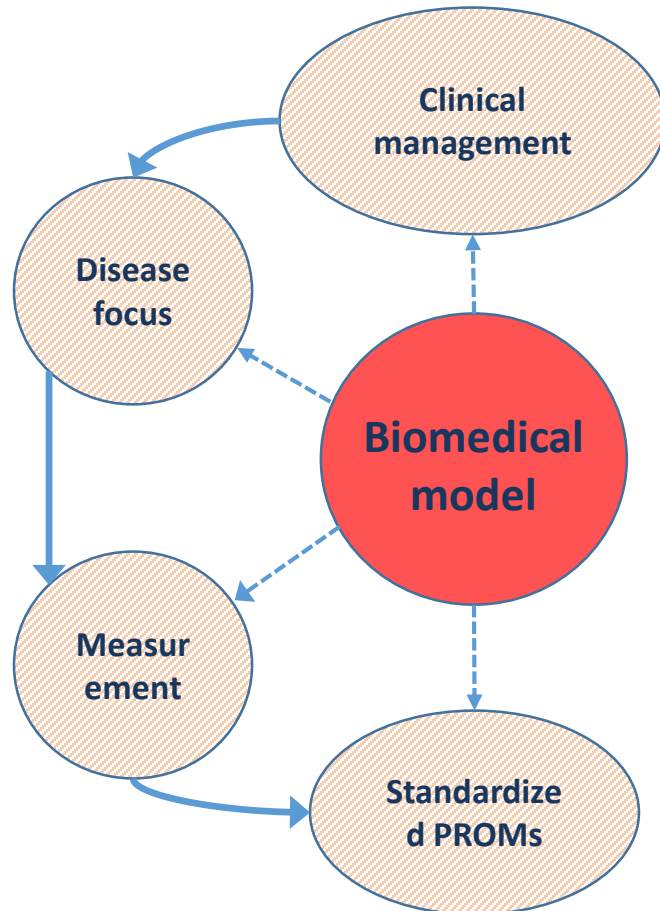 Clinical
management
Disease
focus
Biomedical
model
Measur
ement
Standardize
d PROMs